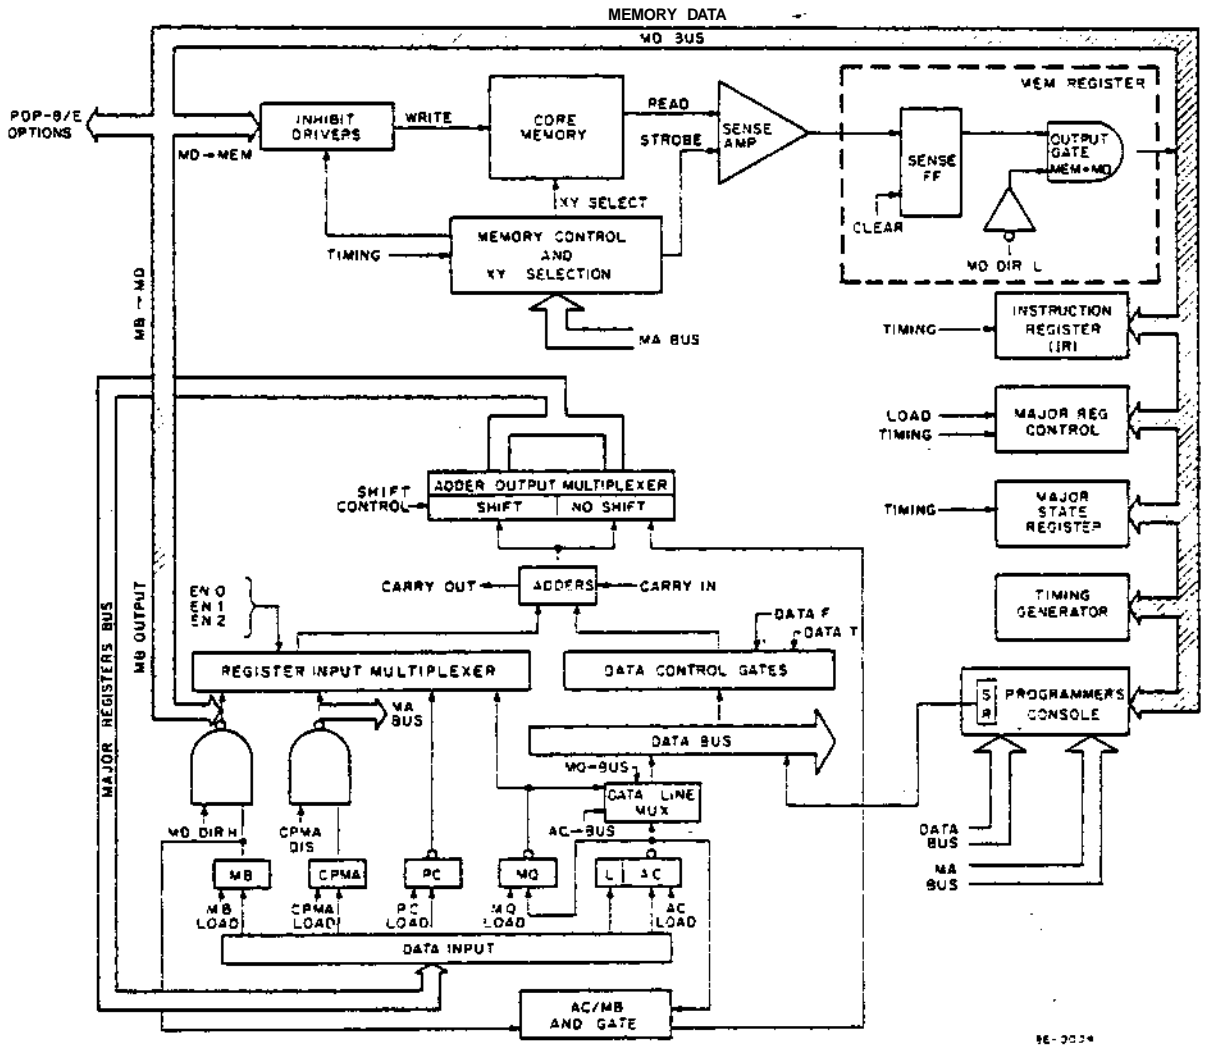 MEMORY DATA
MD BUS
MEM REGISTER
PDP-8/E
OPTIONS
INHIBIT
DRIVERS
WRITE
CORE
MEMORY
READ
STROBE
SENSE
AMP
SENSE
FF
OUTPUT
GATE
MEM→MD
MD→MEM
XY SELECT
CLEAR
MD DIR L
TIMING
MEMORY CONTROL
AND
XY SELECTION
MA BUS
MB→MD
TIMING
INSTRUCTION
REGISTER
(IR)
LOAD
TIMING
MAJOR REG
CONTROL
ADDER OUTPUT MULTIPLEXER
SHIFT
CONTROL
SHIFT
NO SHIFT
TIMING
MAJOR
STATE
REGISTER
CARRY OUT
ADDERS
CARRY IN
TIMING
GENERATOR
EN 0
EN 1
EN 2
DATA F
DATA T
MAJOR REGISTERS BUS
MB OUTPUT
REGISTER INPUT MULTIPLEXER
DATA CONTROL GATES
S
R
PROGRAMMER'S
CONSOLE
MA
BUS
DATA BUS
MQ→BUS
DATA LINE
MUX
MD DIR H
CPMA
DIS
AC→BUS
DATA
BUS
MA
BUS
MB
CPMA
PC
MQ
L
AC
MB
LOAD
CPMA
LOAD
PC
LOAD
MQ
LOAD
AC
LOAD
DATA INPUT
AC/MB
AND GATE